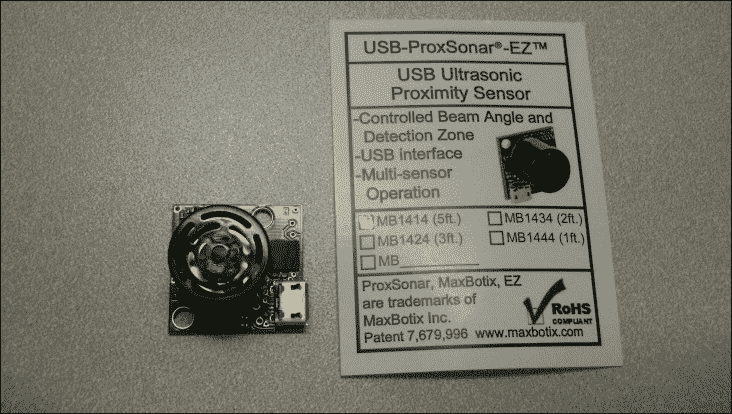 USB-ProxSonar®-EZ™
USB Ultrasonic
Proximity Sensor
-Controlled Beam Angle and
Detection Zone
-USB interface
-Multi-sensor
Operation
MB1414 (5ft.) MB1434 (2ft.)
MB1424 (3ft.) MB1444 (1ft.)
MB__________
ProxSonar, MaxBotix, EZ
are trademarks of
MaxBotix Inc.
Patent 7,679,996 www.maxbotix.com
RoHS
COMPLIANT